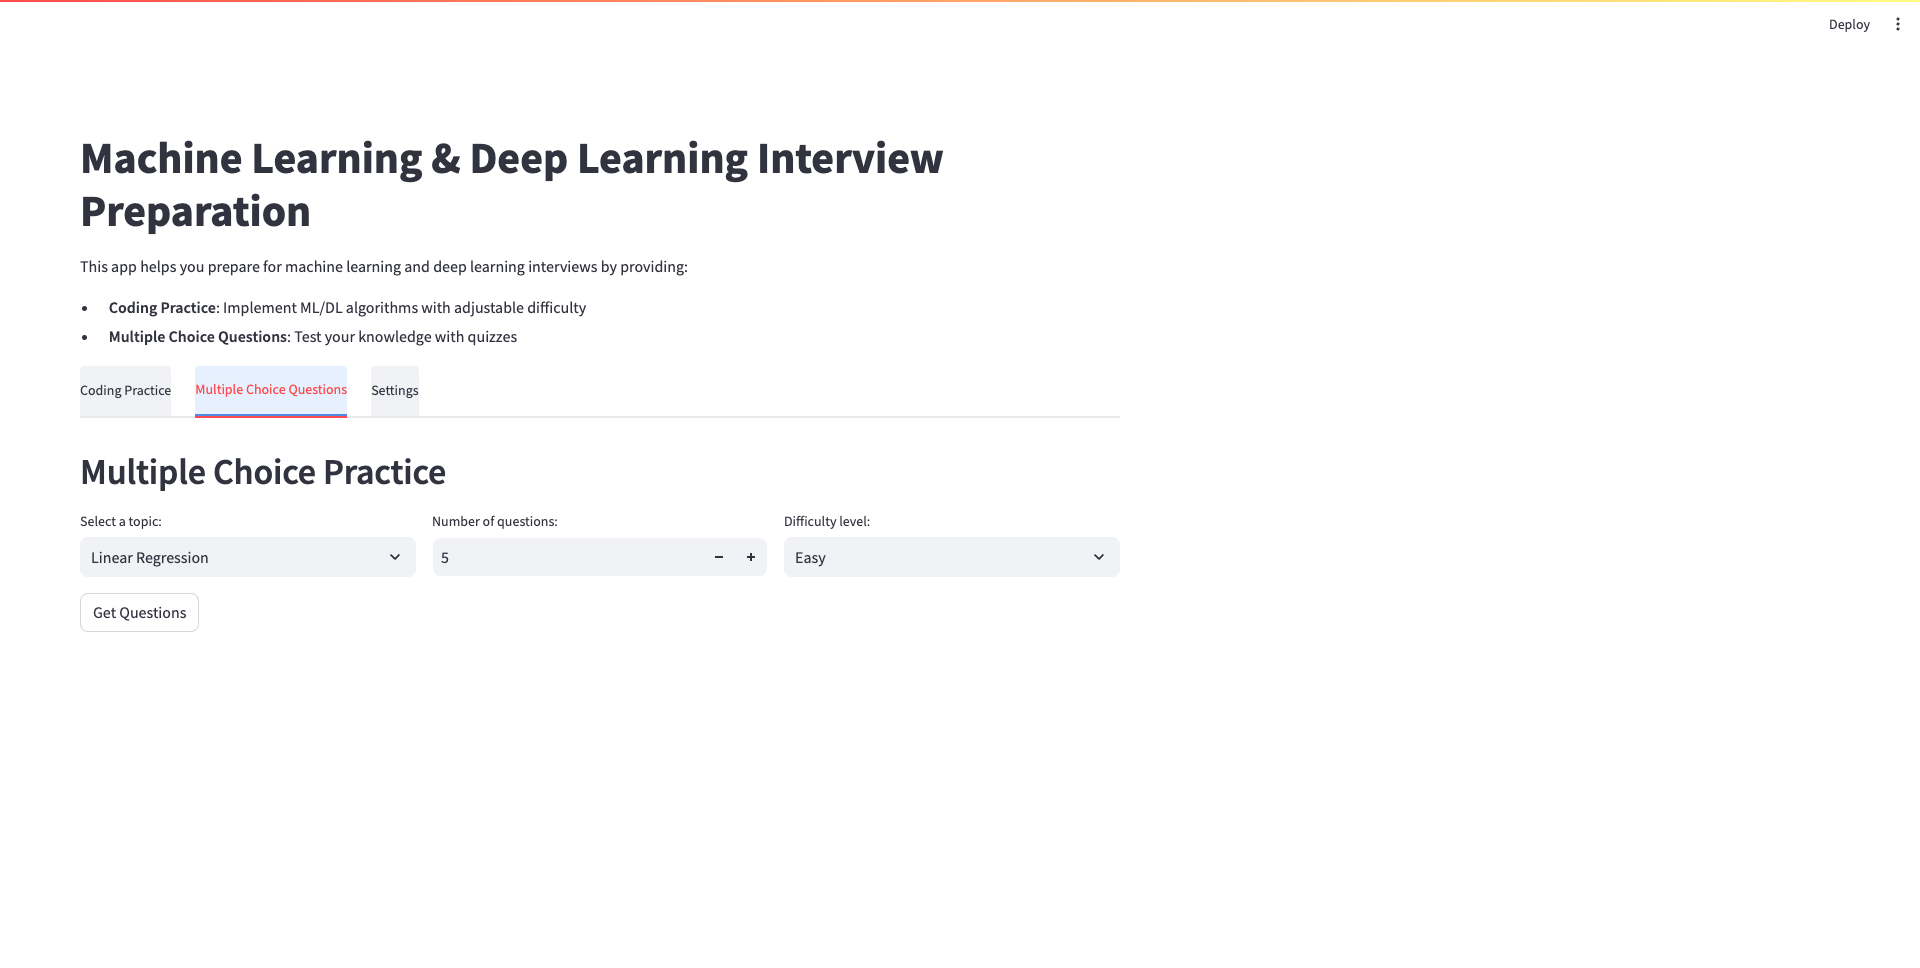 Deploy
Machine Learning & Deep Learning Interview
Preparation
This app helps you prepare for machine learning and deep learning interviews by providing:
• Coding Practice: Implement ML/DL algorithms with adjustable difficulty
• Multiple Choice Questions: Test your knowledge with quizzes
Coding Practice Multiple Choice Questions Settings
Multiple Choice Practice
Select a topic: Number of questions: Difficulty level:
Linear Regression 5 − + Easy
Get Questions